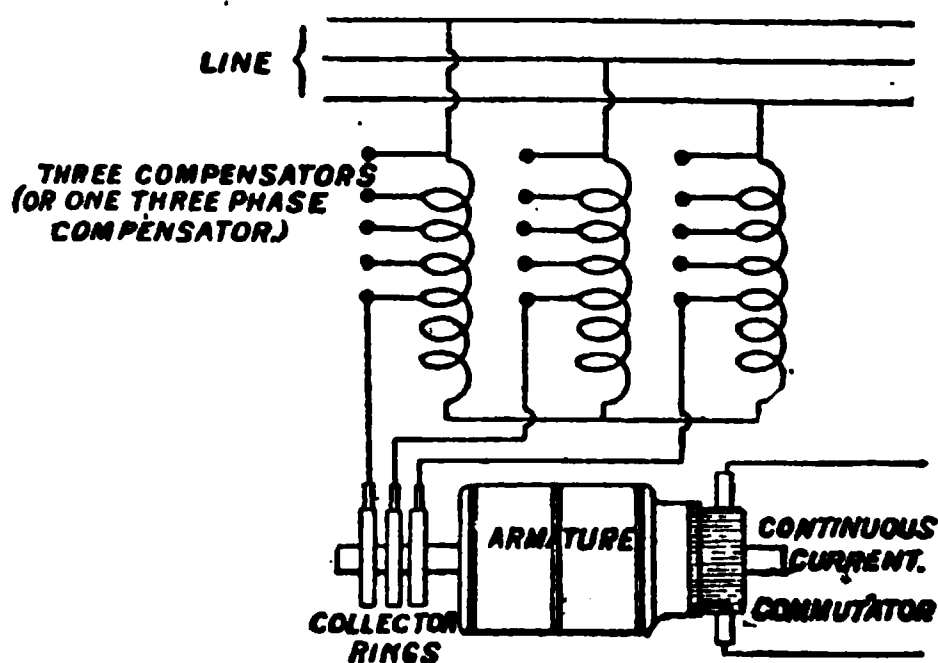 LINE
THREE COMPENSATORS
(OR ONE THREE PHASE
COMPENSATOR.)
ARMATURE
CONTINUOUS
CURRENT.
COMMUTATOR
COLLECTOR
RINGS